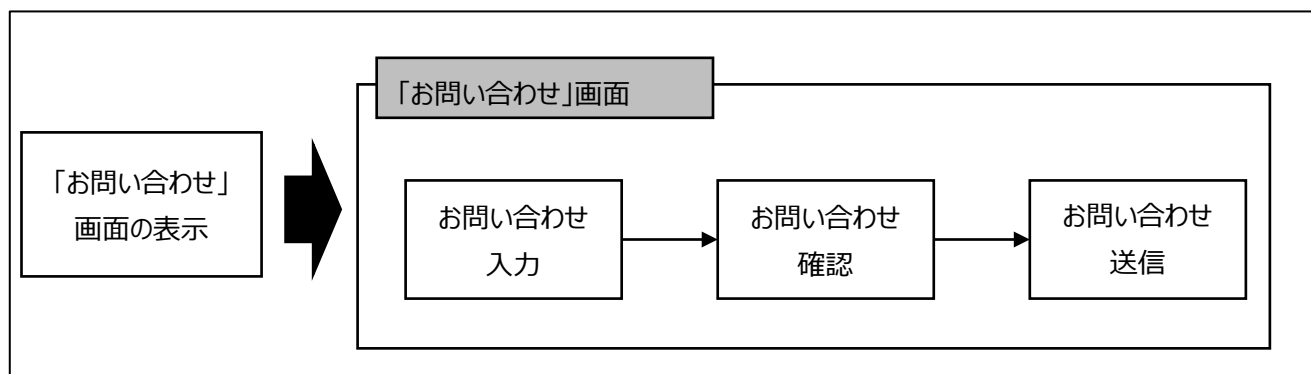 「お問い合わせ」画面
「お問い合わせ」
画面の表示
お問い合わせ
入力
お問い合わせ
確認
お問い合わせ
送信